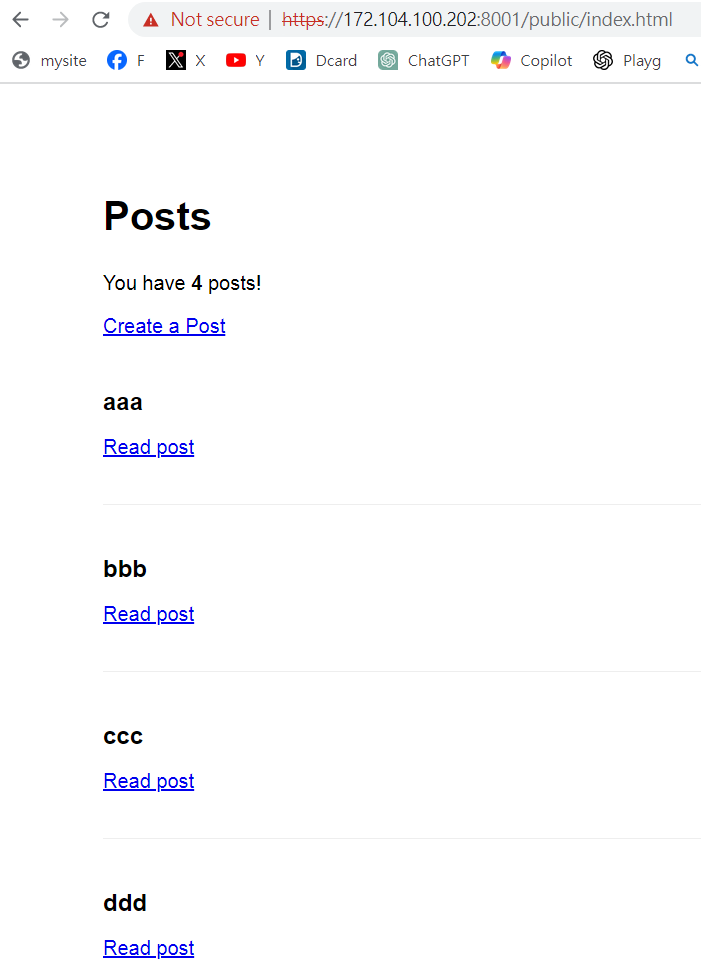 Not secure | https://172.104.100.202:8001/public/index.html
mysite F X Y Dcard ChatGPT Copilot Playg
Posts
You have 4 posts!
Create a Post
aaa
Read post
bbb
Read post
ccc
Read post
ddd
Read post